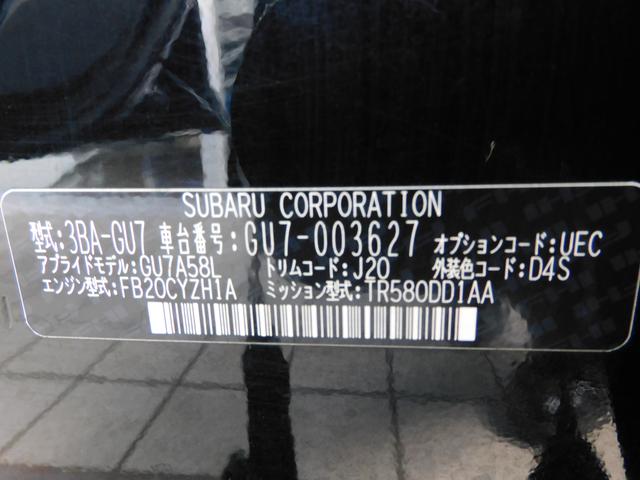 SUBARU CORPORATION
型式:3BA-GU7 車台番号:GU7-003627 オプションコード:UEC
アプライドモデル:GU7A58L トリムコード:J20 外装色コード:D4S
エンジン型式:FB20CYZH1A ミッション型式:TR580DD1AA